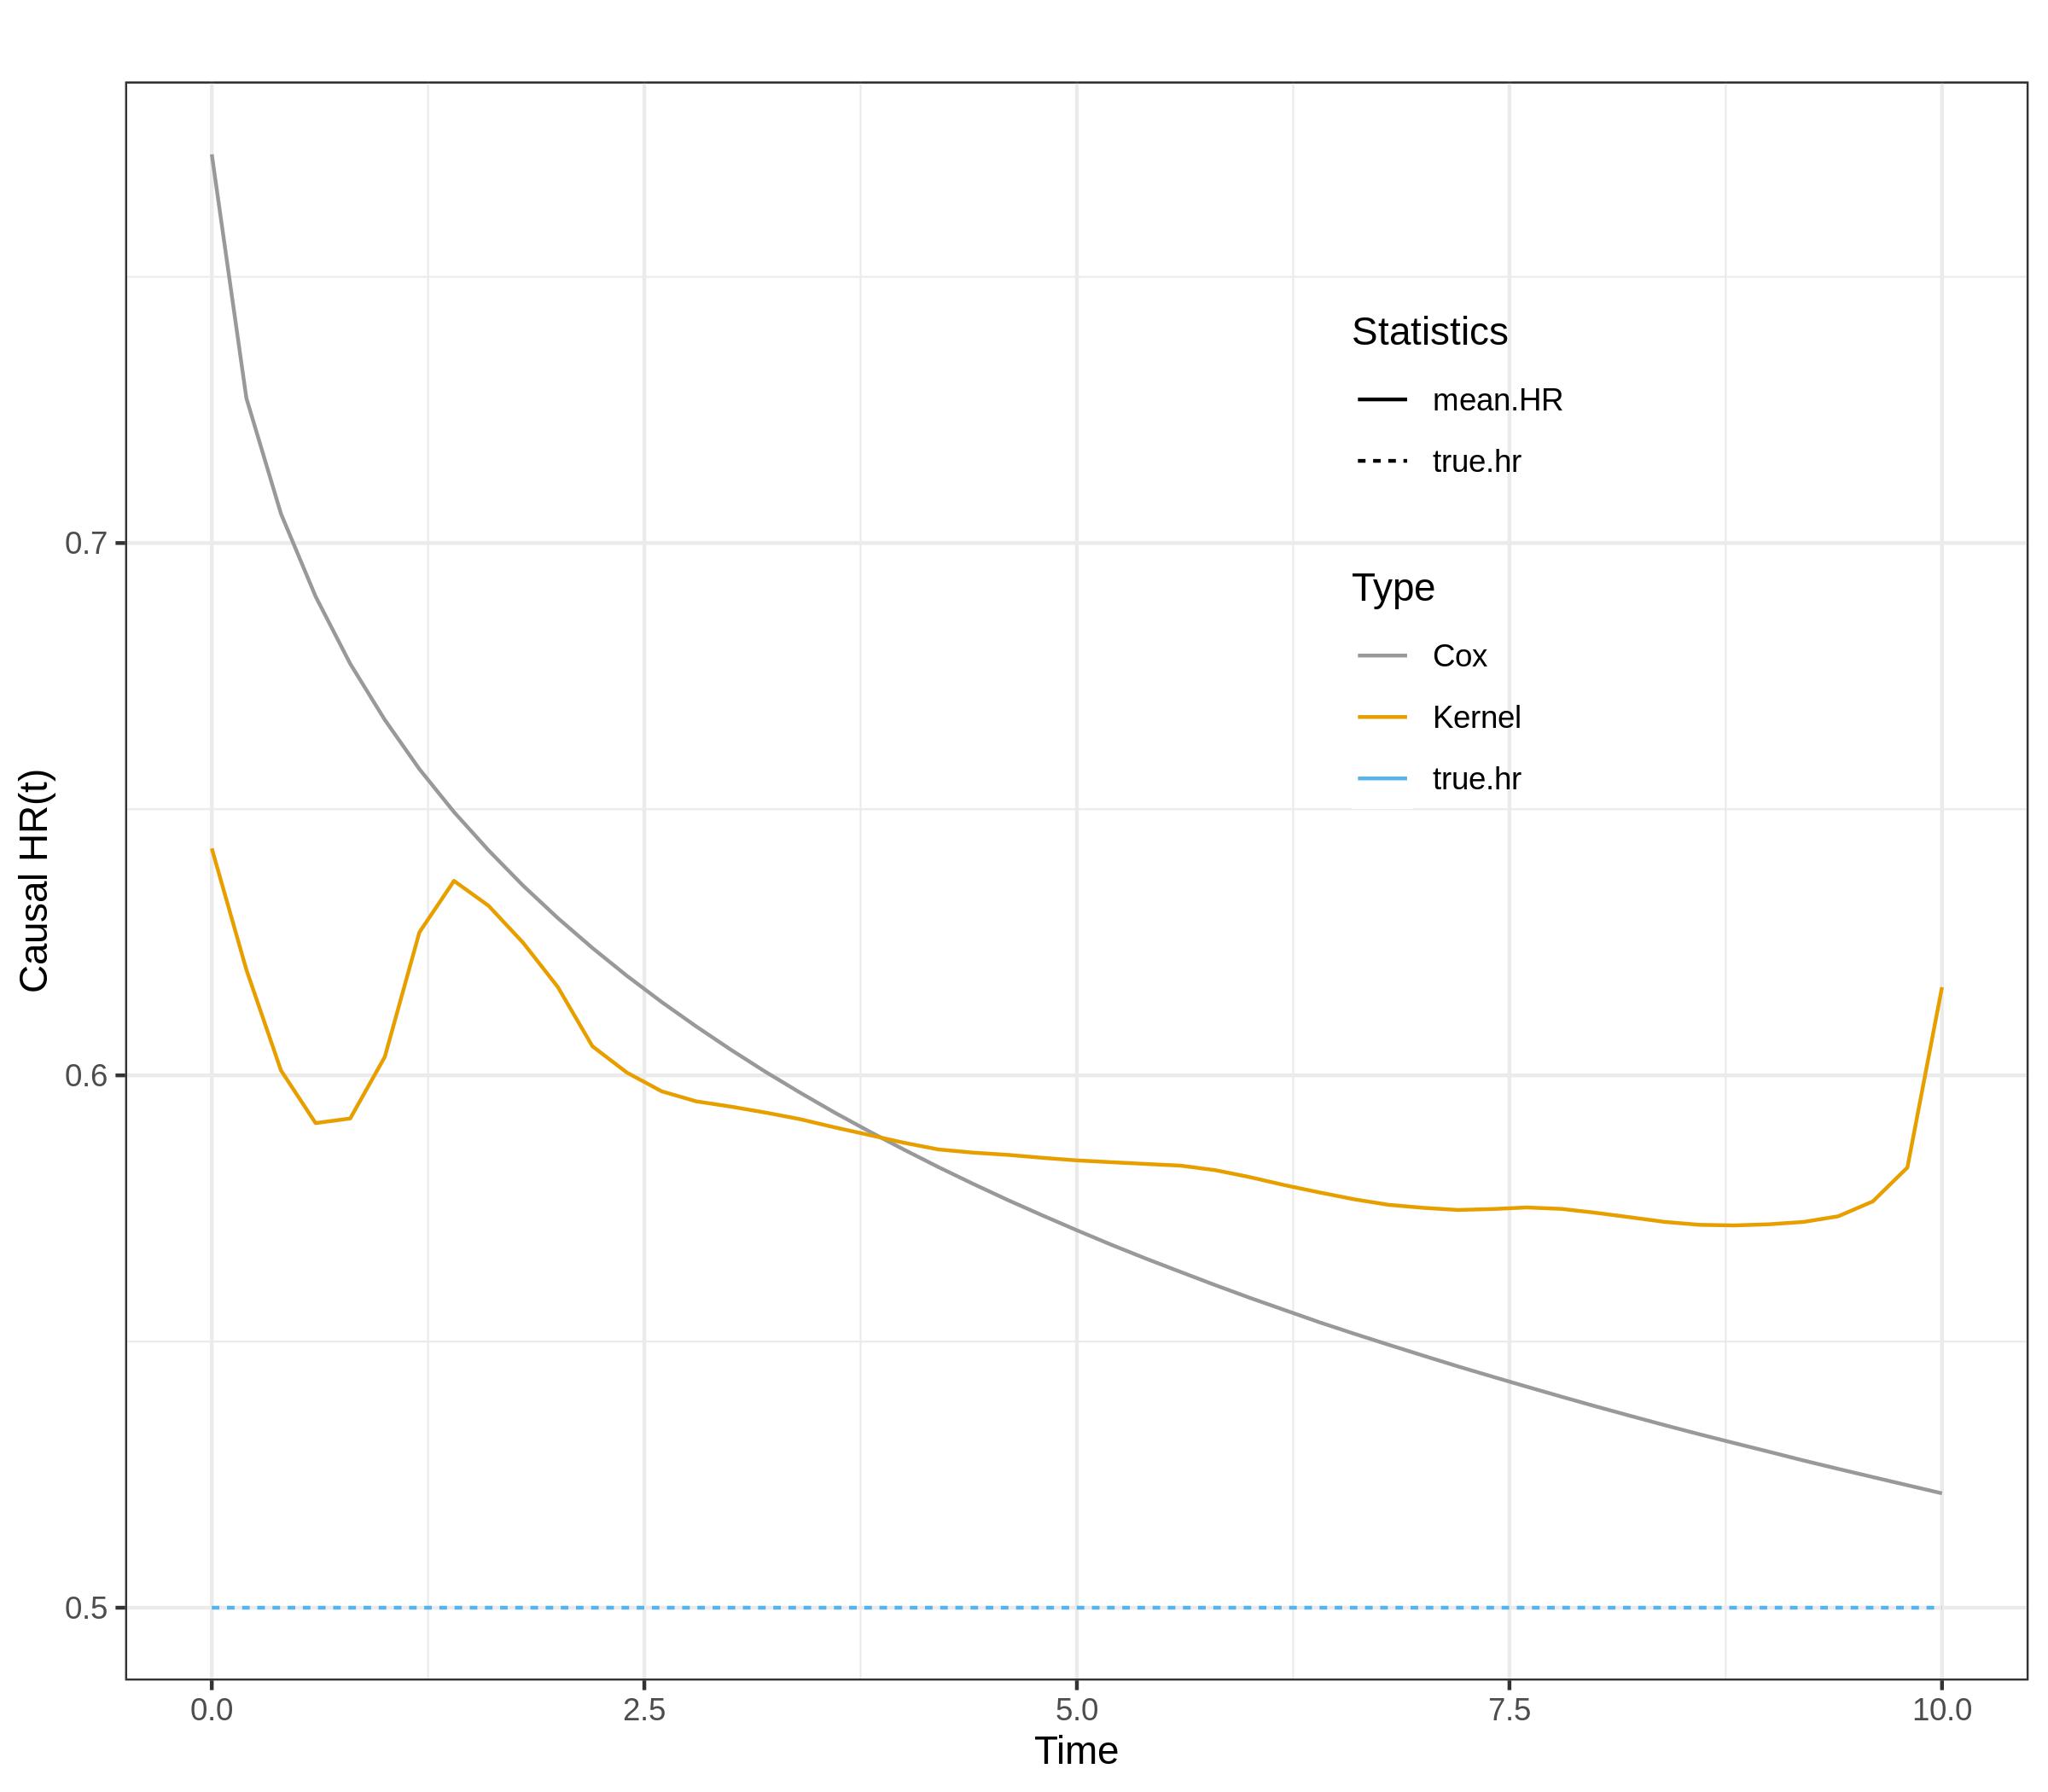 Causal HR(t)
0.7
0.6
0.5
Statistics
mean.HR
true.hr
Type
Cox
Kernel
true.hr
0.0 2.5 5.0 7.5 10.0
Time